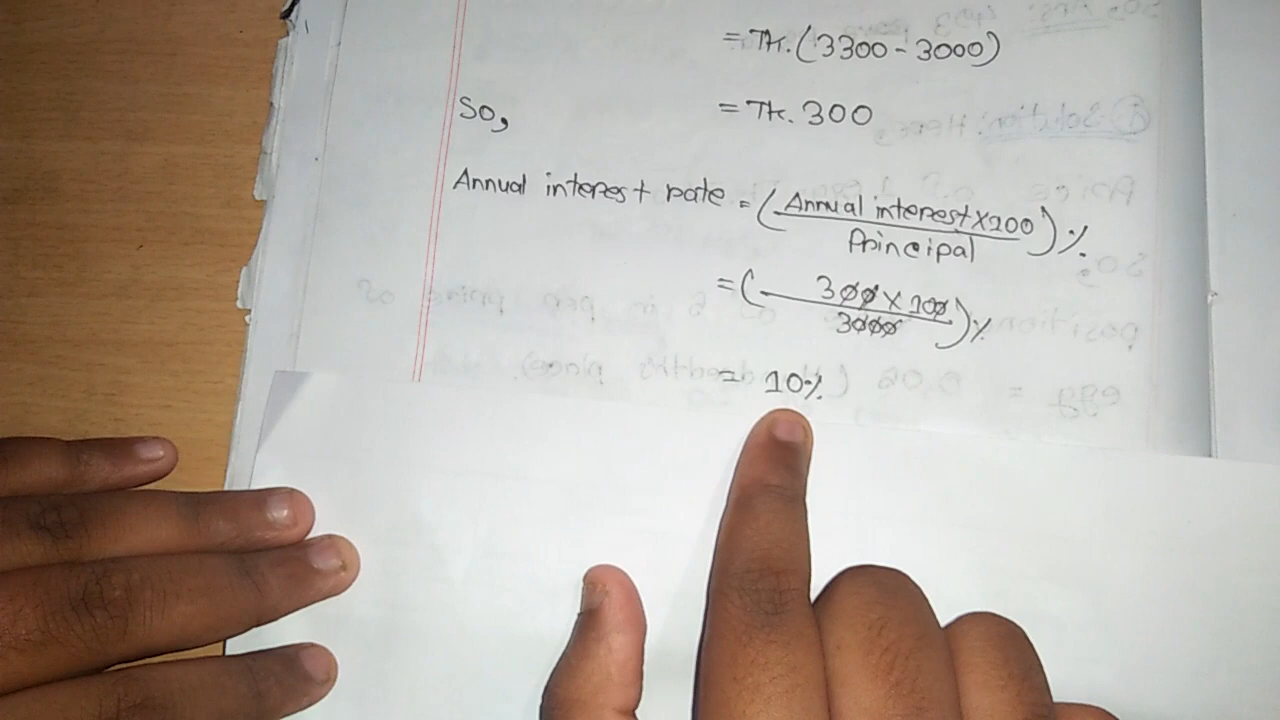 = Tk. (3300 - 3000)
So,
= Tk. 300
Annual interest rate = (Annual interest × 100 / Principal) %
= (300 × 100 / 3000) %
= 10%